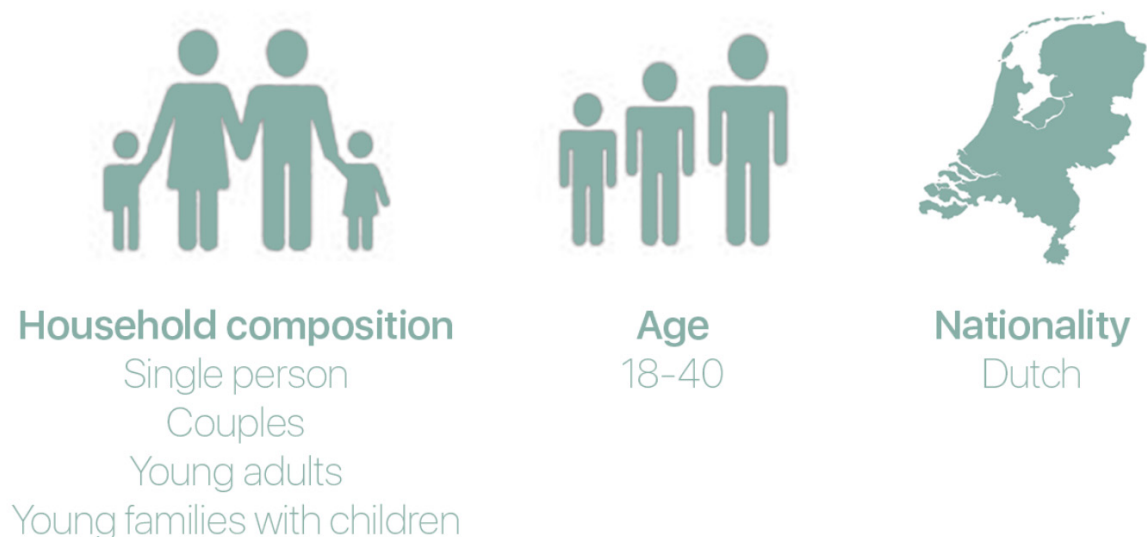 Household composition
Single person
Couples
Young adults
Young families with children
Age
18-40
Nationality
Dutch